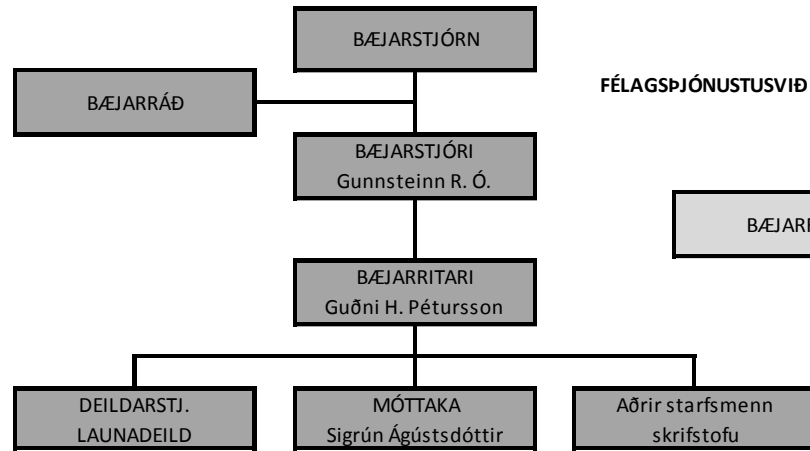 BÆJARSTJÓRN
FÉLAGSÞJÓNUSTUSVIÐ
BÆJARRÁÐ
BÆJARSTJÓRI
Gunnsteinn R. Ó.
BÆJARRITARI
Guðni H. Pétursson
DEILDARSTJ.
LAUNADEILD
MÓTTAKA
Sigrún Ágústsdóttir
Aðrir starfsmenn
skrifstofu